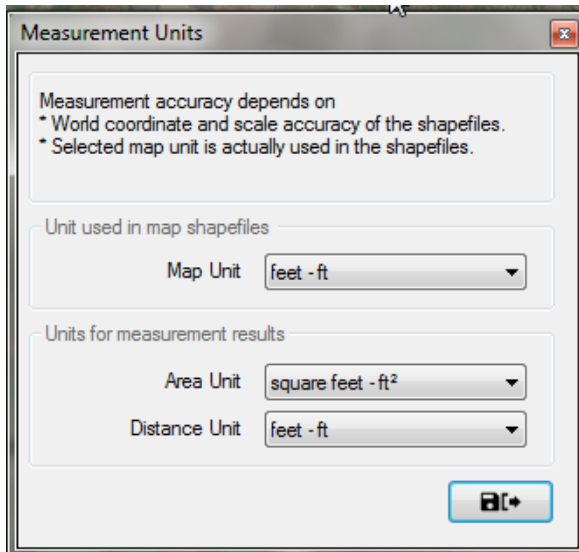 Measurement Units
Measurement accuracy depends on
* World coordinate and scale accuracy of the shapefiles.
* Selected map unit is actually used in the shapefiles.
Unit used in map shapefiles
Map Unit feet - ft
Units for measurement results
Area Unit square feet - ft²
Distance Unit feet - ft